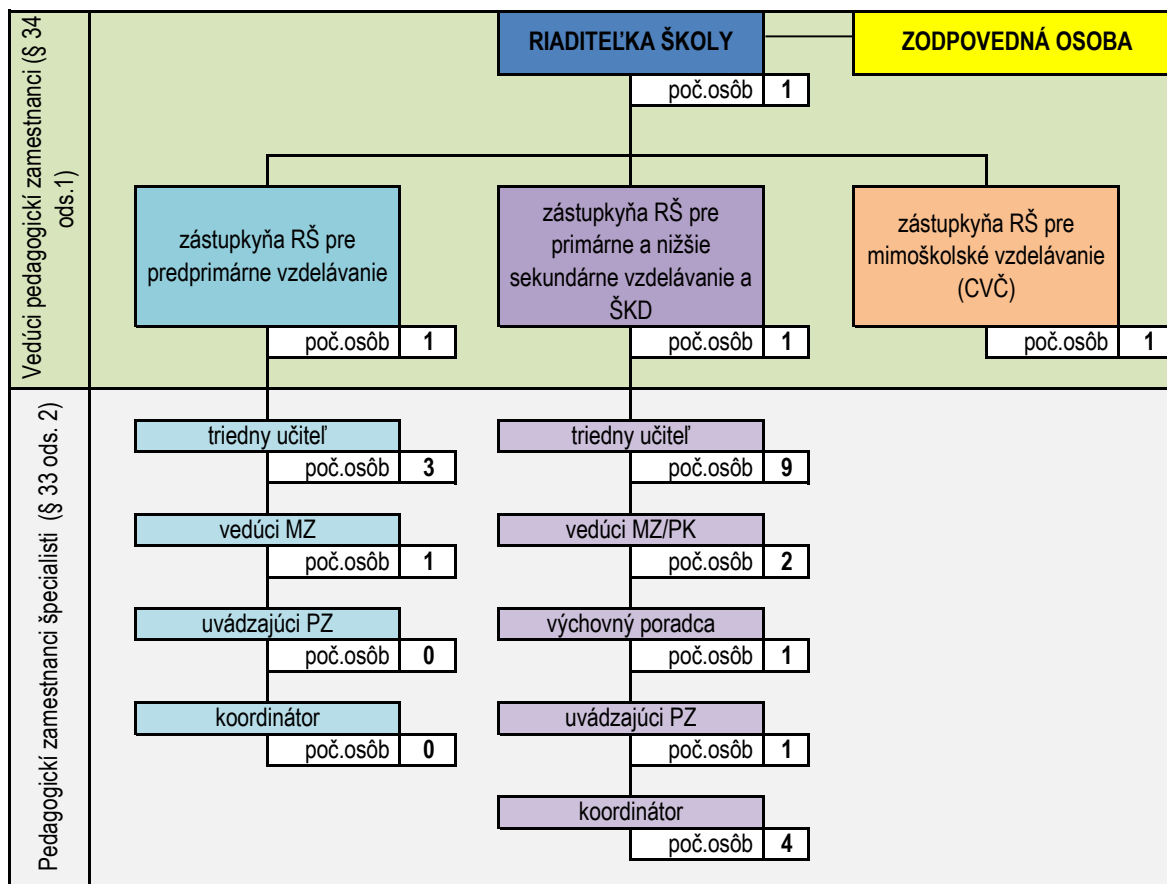 Vedúci pedagogickí zamestnanci (§ 34
ods.1)
RIADITEĽKA ŠKOLY
ZODPOVEDNÁ OSOBA
poč.osôb 1
zástupkyňa RŠ pre
predprimárne vzdelávanie
poč.osôb 1
zástupkyňa RŠ pre
primárne a nižšie
sekundárne vzdelávanie a
ŠKD
poč.osôb 1
zástupkyňa RŠ pre
mimoškolské vzdelávanie
(CVČ)
poč.osôb 1
Pedagogickí zamestnanci špecialisti (§ 33 ods. 2)
triedny učiteľ
poč.osôb 3
vedúci MZ
poč.osôb 1
uvádzajúci PZ
poč.osôb 0
koordinátor
poč.osôb 0
triedny učiteľ
poč.osôb 9
vedúci MZ/PK
poč.osôb 2
výchovný poradca
poč.osôb 1
uvádzajúci PZ
poč.osôb 1
koordinátor
poč.osôb 4